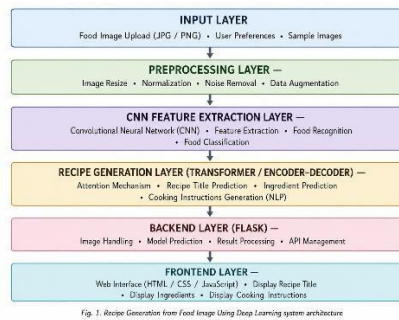 INPUT LAYER
Food Image Upload (JPG / PNG) • User Preferences • Sample Images
PREPROCESSING LAYER —
Image Resize • Normalization • Noise Removal • Data Augmentation
CNN FEATURE EXTRACTION LAYER —
Convolutional Neural Network (CNN) • Feature Extraction • Food Recognition
• Food Classification
RECIPE GENERATION LAYER (TRANSFORMER / ENCODER–DECODER) —
Attention Mechanism • Recipe Title Prediction • Ingredient Prediction
• Cooking Instructions Generation (NLP)
BACKEND LAYER (FLASK) —
Image Handling • Model Prediction • Result Processing • API Management
FRONTEND LAYER —
Web Interface (HTML / CSS / JavaScript) • Display Recipe Title
• Display Ingredients • Display Cooking Instructions
Fig. 1. Recipe Generation from Food Image Using Deep Learning system architecture